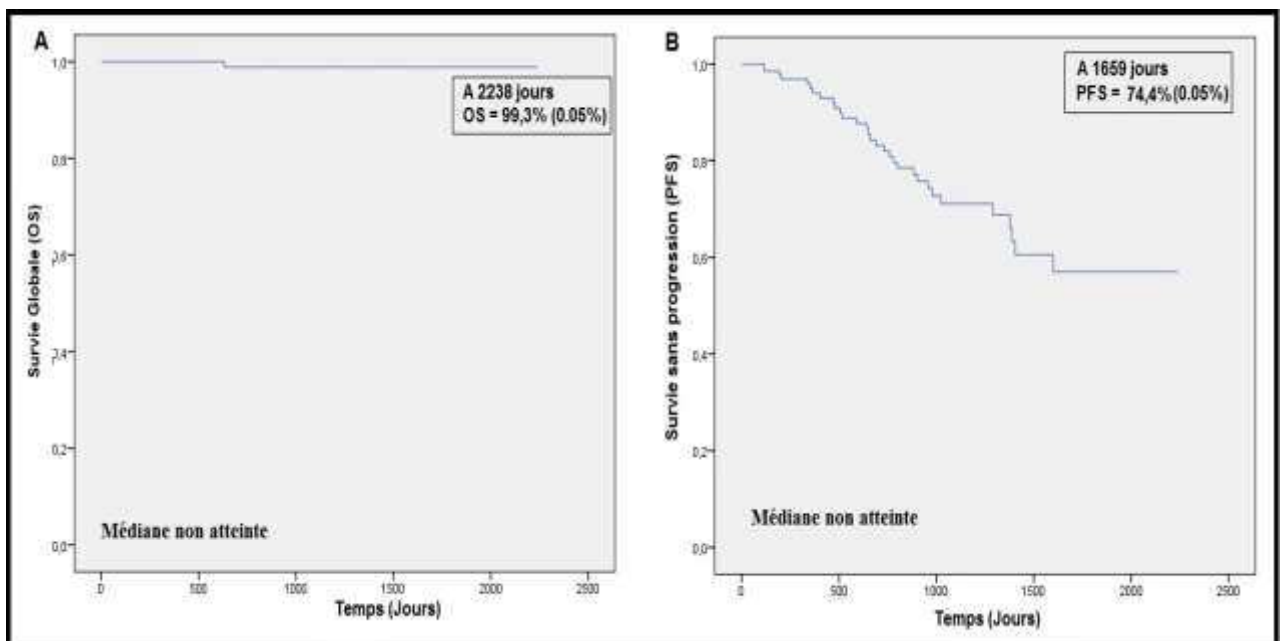 A
A 2238 jours
OS = 99,3% (0.05%)
Survie Globale (OS)
1,0
0,8
0,6
0,4
0,2
0,0
Médiane non atteinte
0
500
1000
1500
2000
2500
Temps (Jours)
B
A 1659 jours
PFS = 74,4% (0.05%)
Survie sans progression (PFS)
1,0
0,8
0,6
0,4
0,2
0,0
Médiane non atteinte
0
500
1000
1500
2000
2500
Temps (Jours)